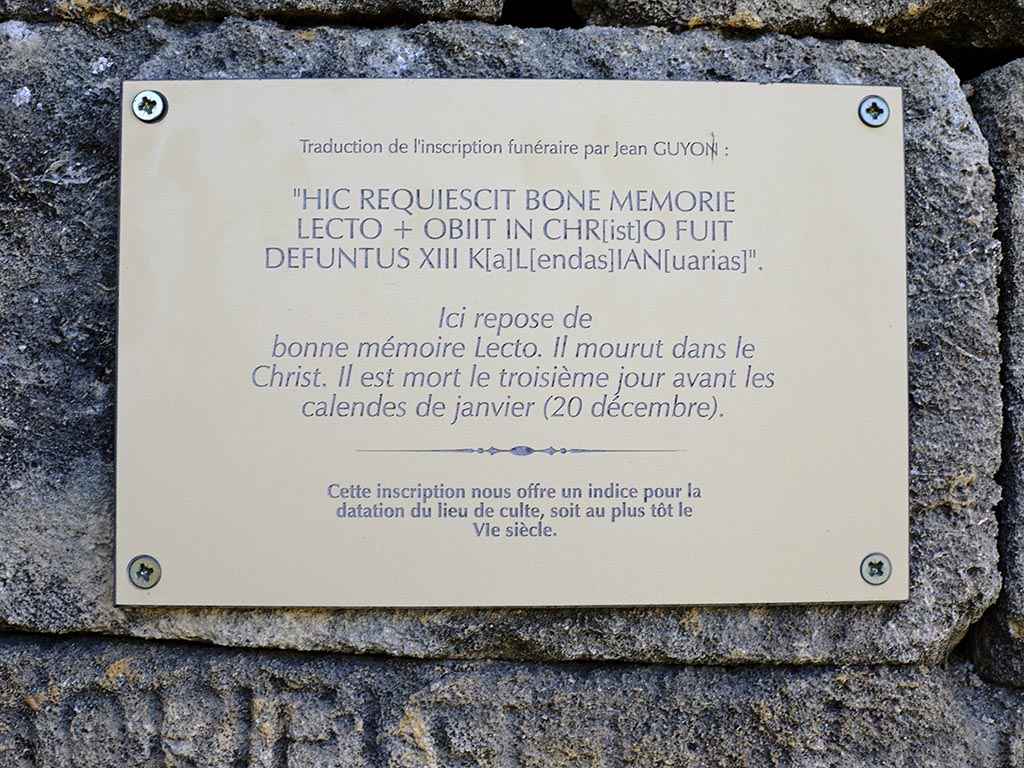 Traduction de l'inscription funéraire par Jean GUYON :
"HIC REQUIESCIT BONE MEMORIE
LECTO + OBIIT IN CHR[ist]O FUIT
DEFUNTUS XIII K[a]L[endas]IAN[uarias]".
Ici repose de
bonne mémoire Lecto. Il mourut dans le
Christ. Il est mort le troisième jour avant les
calendes de janvier (20 décembre).
Cette inscription nous offre un indice pour la
datation du lieu de culte, soit au plus tôt le
VIe siècle.